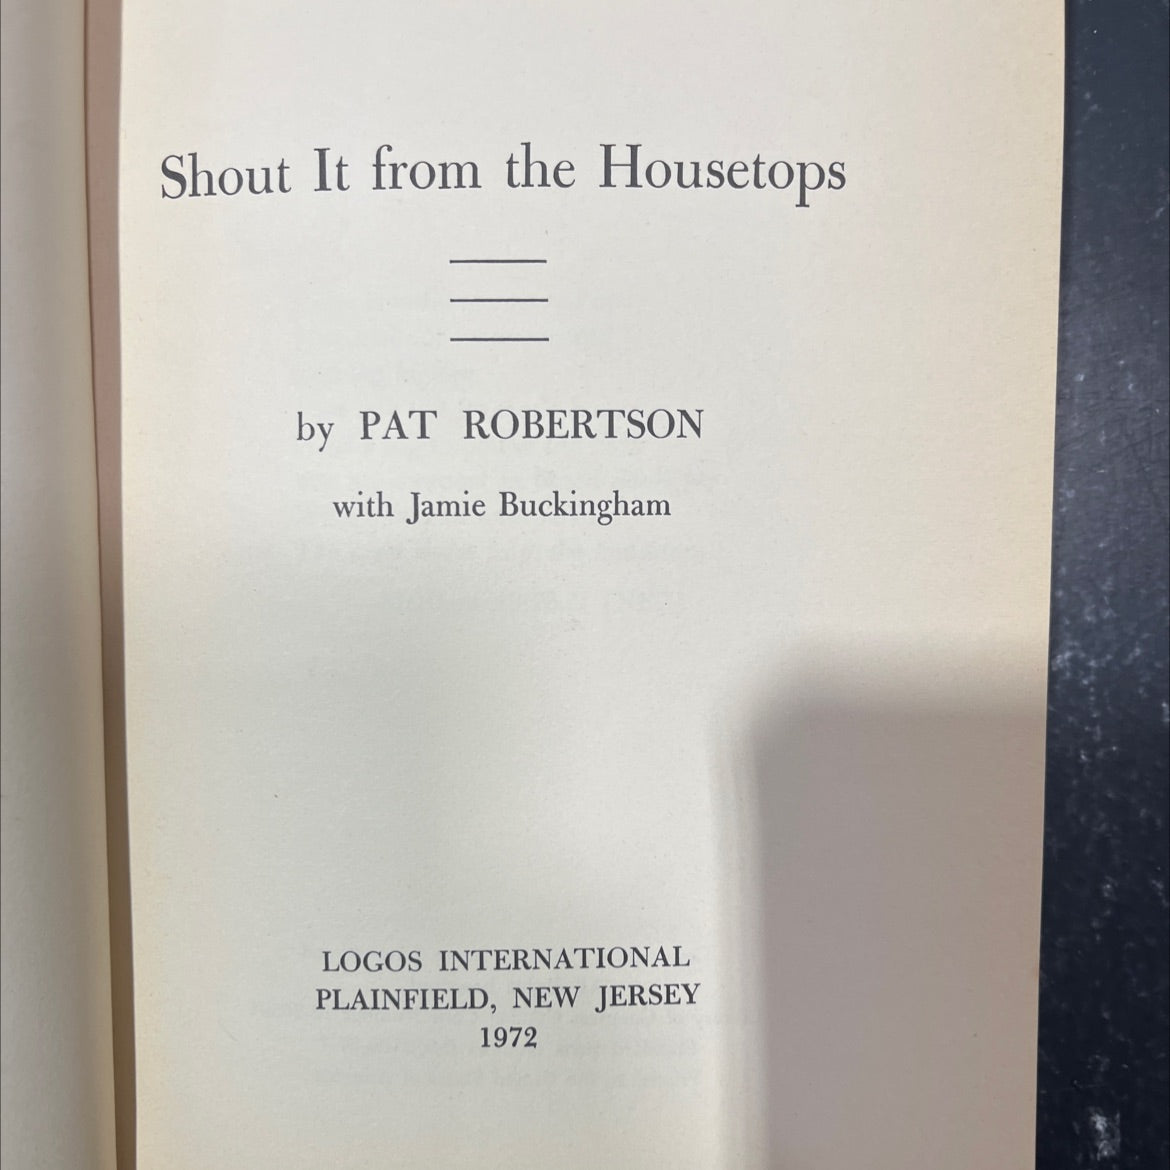 Shout It from the Housetops
by PAT ROBERTSON
with Jamie Buckingham
LOGOS INTERNATIONAL
PLAINFIELD, NEW JERSEY
1972